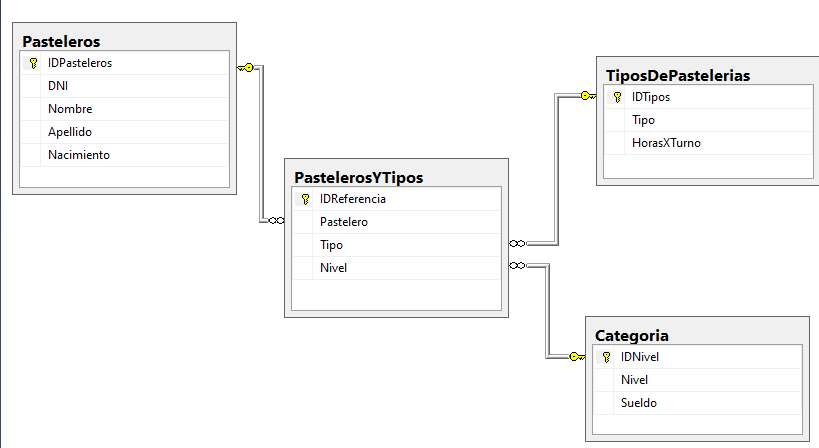 Pasteleros
IDPasteleros
DNI
Nombre
Apellido
Nacimiento
PastelerosYTipos
IDReferencia
Pastelero
Tipo
Nivel
TiposDePastelerias
IDTipos
Tipo
HorasXTurno
Categoria
IDNivel
Nivel
Sueldo